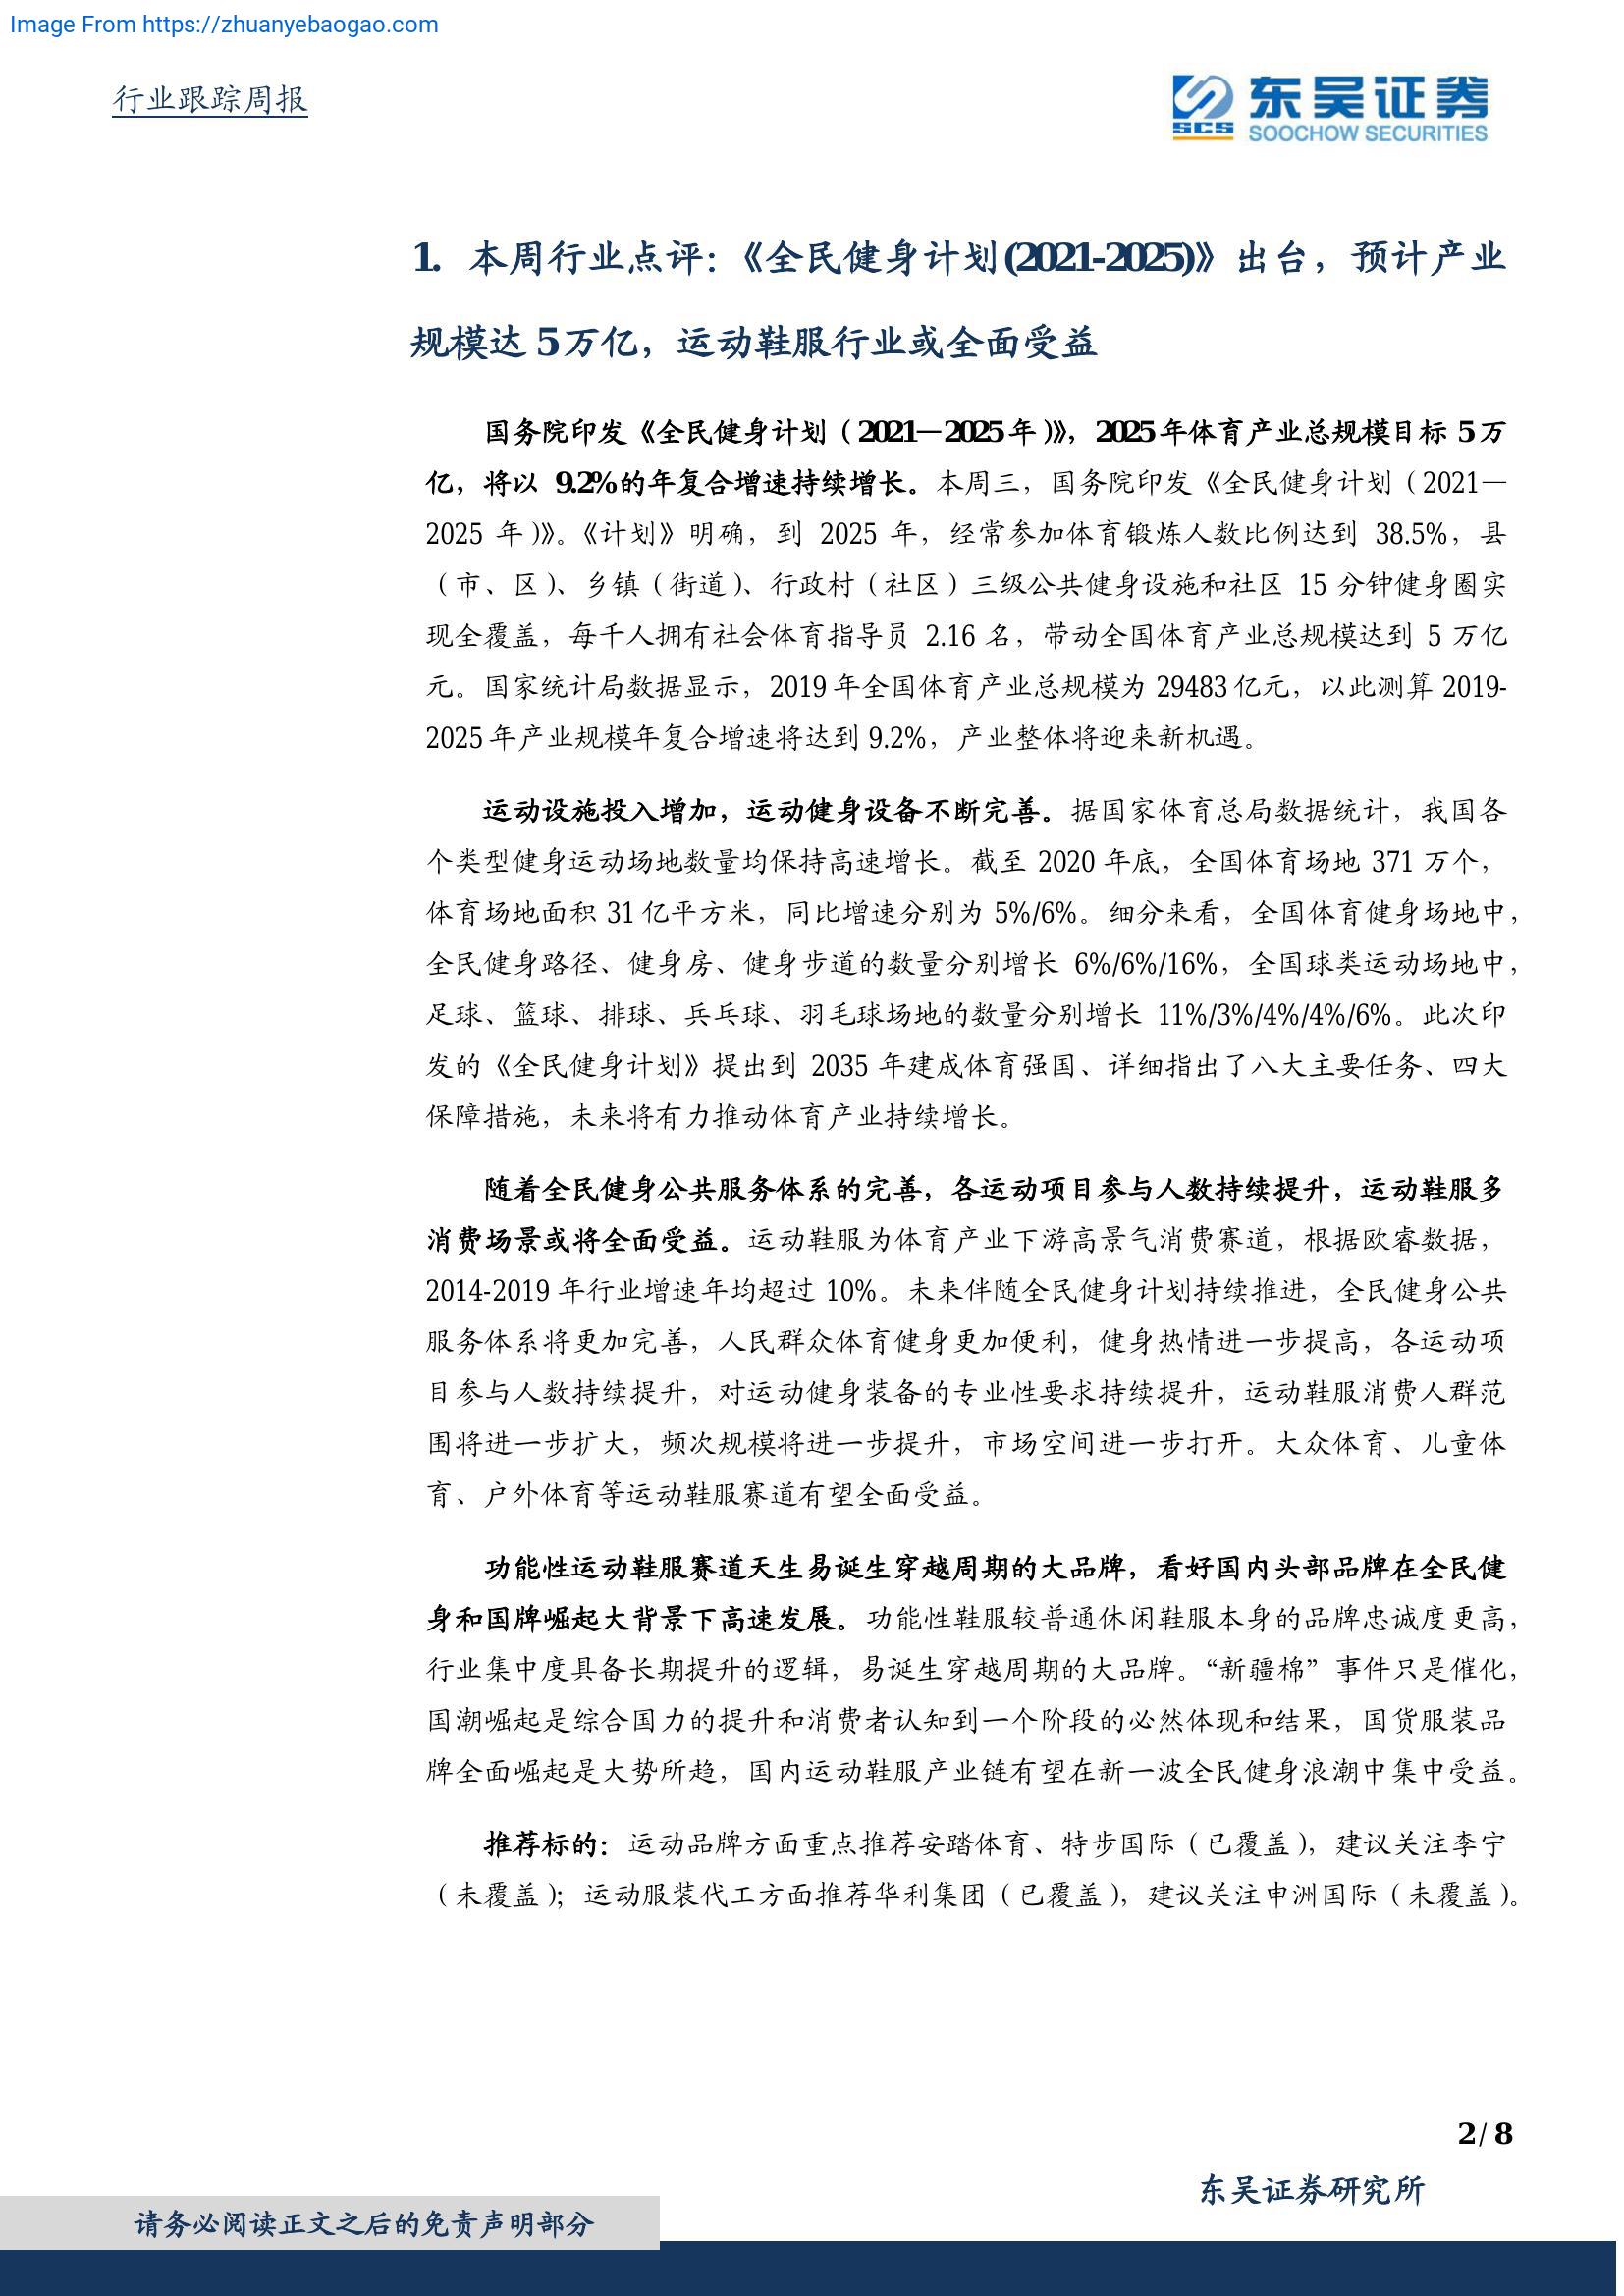 Image From https://zhuanyebaogao.com
行业跟踪周报
SCS
东吴证券
SOOCHOW SECURITIES
1. 本周行业点评：《全民健身计划(2021-2025)》出台，预计产业
规模达 5 万亿，运动鞋服行业或全面受益
国务院印发《全民健身计划（2021—2025 年）》，2025 年体育产业总规模目标 5 万
亿，将以 9.2%的年复合增速持续增长。本周三，国务院印发《全民健身计划（2021—
2025 年）》。《计划》明确，到 2025 年，经常参加体育锻炼人数比例达到 38.5%，县
（市、区）、乡镇（街道）、行政村（社区）三级公共健身设施和社区 15 分钟健身圈实
现全覆盖，每千人拥有社会体育指导员 2.16 名，带动全国体育产业总规模达到 5 万亿
元。国家统计局数据显示，2019 年全国体育产业总规模为 29483 亿元，以此测算 2019-
2025 年产业规模年复合增速将达到 9.2%，产业整体将迎来新机遇。
运动设施投入增加，运动健身设备不断完善。据国家体育总局数据统计，我国各
个类型健身运动场地数量均保持高速增长。截至 2020 年底，全国体育场地 371 万个，
体育场地面积 31 亿平方米，同比增速分别为 5%/6%。细分来看，全国体育健身场地中，
全民健身路径、健身房、健身步道的数量分别增长 6%/6%/16%，全国球类运动场地中，
足球、篮球、排球、兵乓球、羽毛球场地的数量分别增长 11%/3%/4%/4%/6%。此次印
发的《全民健身计划》提出到 2035 年建成体育强国、详细指出了八大主要任务、四大
保障措施，未来将有力推动体育产业持续增长。
随着全民健身公共服务体系的完善，各运动项目参与人数持续提升，运动鞋服多
消费场景或将全面受益。运动鞋服为体育产业下游高景气消费赛道，根据欧睿数据，
2014-2019 年行业增速年均超过 10%。未来伴随全民健身计划持续推进，全民健身公共
服务体系将更加完善，人民群众体育健身更加便利，健身热情进一步提高，各运动项
目参与人数持续提升，对运动健身装备的专业性要求持续提升，运动鞋服消费人群范
围将进一步扩大，频次规模将进一步提升，市场空间进一步打开。大众体育、儿童体
育、户外体育等运动鞋服赛道有望全面受益。
功能性运动鞋服赛道天生易诞生穿越周期的大品牌，看好国内头部品牌在全民健
身和国牌崛起大背景下高速发展。功能性鞋服较普通休闲鞋服本身的品牌忠诚度更高，
行业集中度具备长期提升的逻辑，易诞生穿越周期的大品牌。“新疆棉”事件只是催化，
国潮崛起是综合国力的提升和消费者认知到一个阶段的必然体现和结果，国货服装品
牌全面崛起是大势所趋，国内运动鞋服产业链有望在新一波全民健身浪潮中集中受益。
推荐标的：运动品牌方面重点推荐安踏体育、特步国际（已覆盖），建议关注李宁
（未覆盖）；运动服装代工方面推荐华利集团（已覆盖），建议关注申洲国际（未覆盖）。
2 / 8
东吴证券研究所
请务必阅读正文之后的免责声明部分